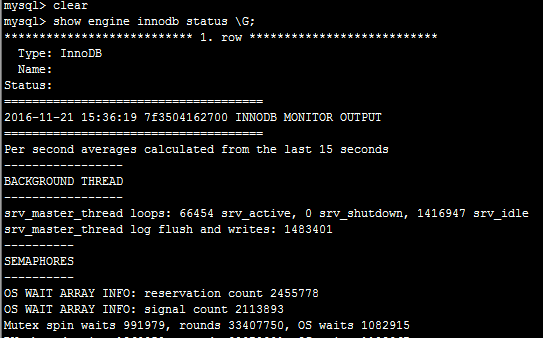 mysql> clear
mysql> show engine innodb status \G;
*************************** 1. row ***************************
Type: InnoDB
Name:
Status:
=====================================
2016-11-21 15:36:19 7f3504162700 INNODB MONITOR OUTPUT
=====================================
Per second averages calculated from the last 15 seconds
-----------------
BACKGROUND THREAD
-----------------
srv_master_thread loops: 66454 srv_active, 0 srv_shutdown, 1416947 srv_idle
srv_master_thread log flush and writes: 1483401
----------
SEMAPHORES
----------
OS WAIT ARRAY INFO: reservation count 2455778
OS WAIT ARRAY INFO: signal count 2113893
Mutex spin waits 991979, rounds 33407750, OS waits 1082915